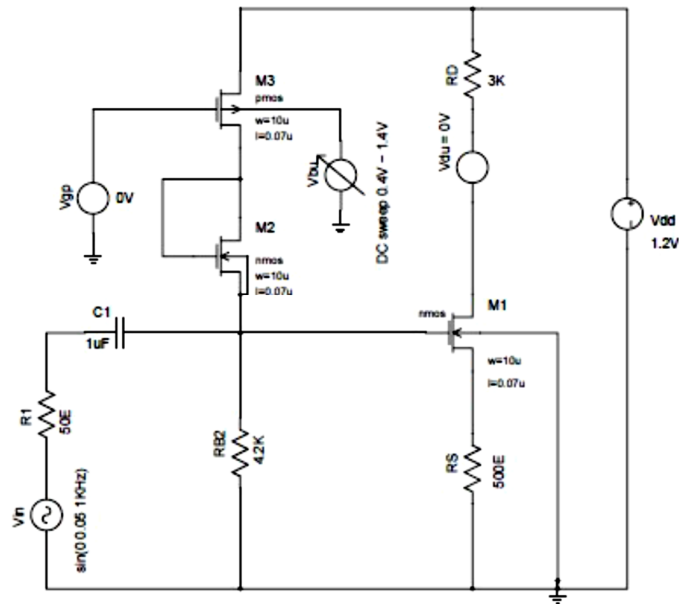 M3
pmos
w=10u
l=0.07u
Vgp
0V
Vbu
DC sweep 0.4V - 1.4V
RD
3K
Vdu = 0V
Vdd
1.2V
M2
nmos
w=10u
l=0.07u
C1
1uF
nmos
M1
w=10u
l=0.07u
R1
50E
RB2
4.2K
RS
500E
Vin
sin(0 0.05 1KHz)